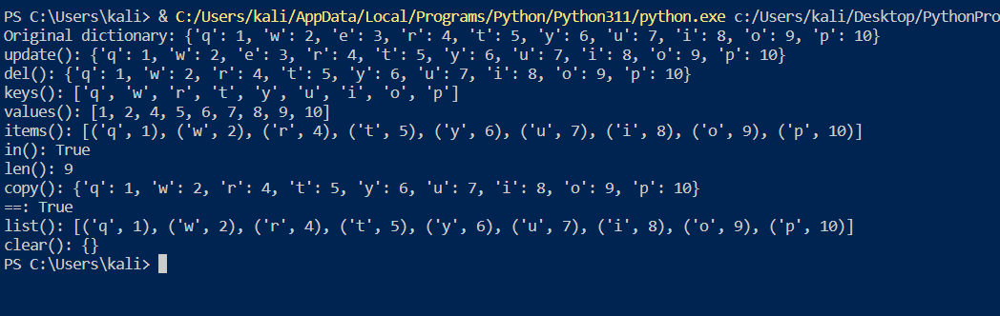 PS C:\Users\kali> & C:/Users/kali/AppData/Local/Programs/Python/Python311/python.exe c:/Users/kali/Desktop/PythonPro
Original dictionary: {'q': 1, 'w': 2, 'e': 3, 'r': 4, 't': 5, 'y': 6, 'u': 7, 'i': 8, 'o': 9, 'p': 10}
update(): {'q': 1, 'w': 2, 'e': 3, 'r': 4, 't': 5, 'y': 6, 'u': 7, 'i': 8, 'o': 9, 'p': 10}
del(): {'q': 1, 'w': 2, 'r': 4, 't': 5, 'y': 6, 'u': 7, 'i': 8, 'o': 9, 'p': 10}
keys(): ['q', 'w', 'r', 't', 'y', 'u', 'i', 'o', 'p']
values(): [1, 2, 4, 5, 6, 7, 8, 9, 10]
items(): [('q', 1), ('w', 2), ('r', 4), ('t', 5), ('y', 6), ('u', 7), ('i', 8), ('o', 9), ('p', 10)]
in(): True
len(): 9
copy(): {'q': 1, 'w': 2, 'r': 4, 't': 5, 'y': 6, 'u': 7, 'i': 8, 'o': 9, 'p': 10}
==: True
list(): [('q', 1), ('w', 2), ('r', 4), ('t', 5), ('y', 6), ('u', 7), ('i', 8), ('o', 9), ('p', 10)]
clear(): {}
PS C:\Users\kali>